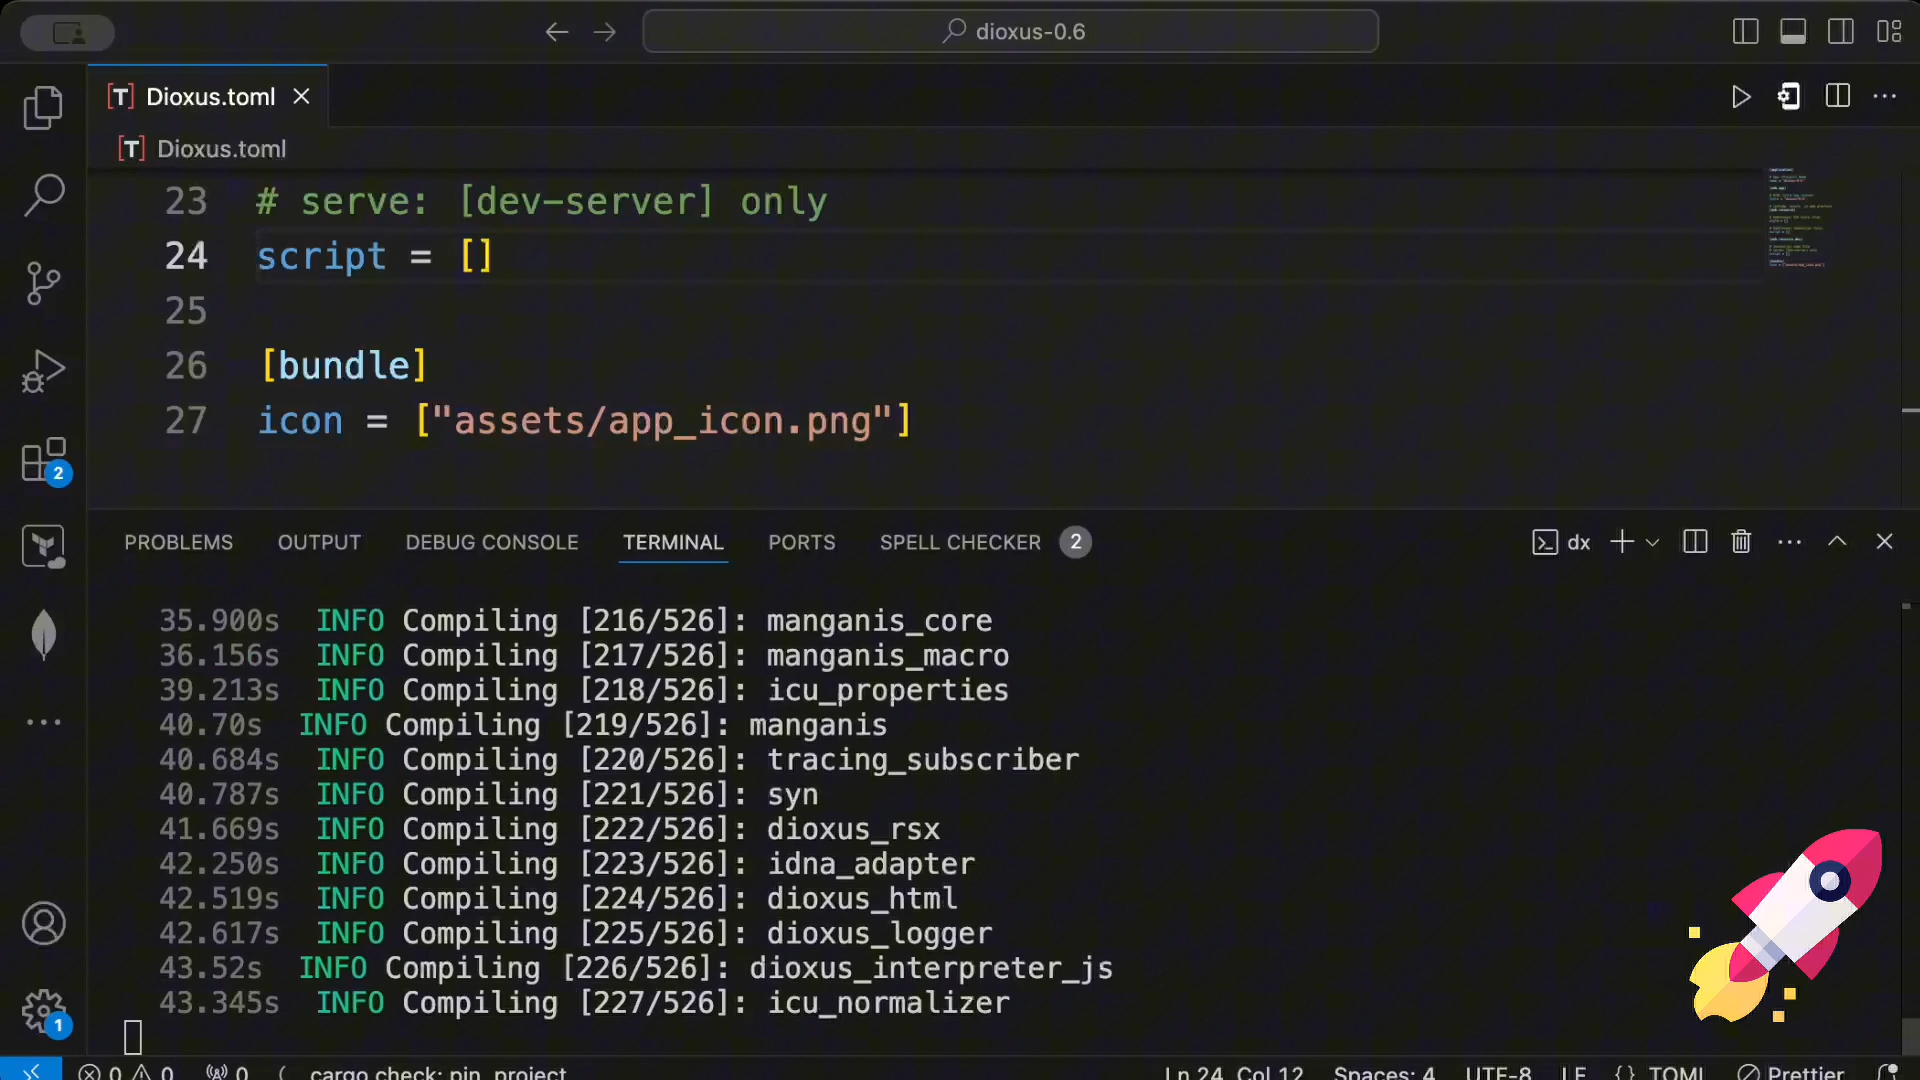 dioxus-0.6
[T] Dioxus.toml
[T] Dioxus.toml
23 # serve: [dev-server] only
24 script = []
25
26 [bundle]
27 icon = ["assets/app_icon.png"]
2
PROBLEMS OUTPUT DEBUG CONSOLE TERMINAL PORTS SPELL CHECKER 2 dx
35.900s INFO Compiling [216/526]: manganis_core
36.156s INFO Compiling [217/526]: manganis_macro
39.213s INFO Compiling [218/526]: icu_properties
40.70s INFO Compiling [219/526]: manganis
40.684s INFO Compiling [220/526]: tracing_subscriber
40.787s INFO Compiling [221/526]: syn
41.669s INFO Compiling [222/526]: dioxus_rsx
42.250s INFO Compiling [223/526]: idna_adapter
42.519s INFO Compiling [224/526]: dioxus_html
42.617s INFO Compiling [225/526]: dioxus_logger
43.52s INFO Compiling [226/526]: dioxus_interpreter_js
43.345s INFO Compiling [227/526]: icu_normalizer
1
0 0 0 cargo check: pin_project Ln 24, Col 12 Spaces: 4 UTF-8 LF {} TOML Prettier